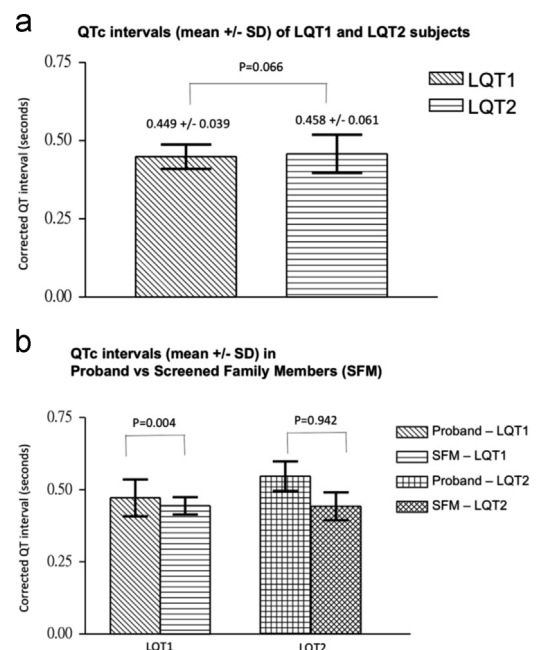 a
QTc intervals (mean +/- SD) of LQT1 and LQT2 subjects
0.75
P=0.066
LQT1
LQT2
0.449 +/- 0.039
0.458 +/- 0.061
0.50
0.25
0.00
Corrected QT interval (seconds)
b
QTc intervals (mean +/- SD) in
Proband vs Screened Family Members (SFM)
0.75
P=0.004
P=0.942
Proband – LQT1
SFM – LQT1
Proband – LQT2
SFM – LQT2
0.50
0.25
0.00
Corrected QT interval (seconds)
LQT1
LQT2